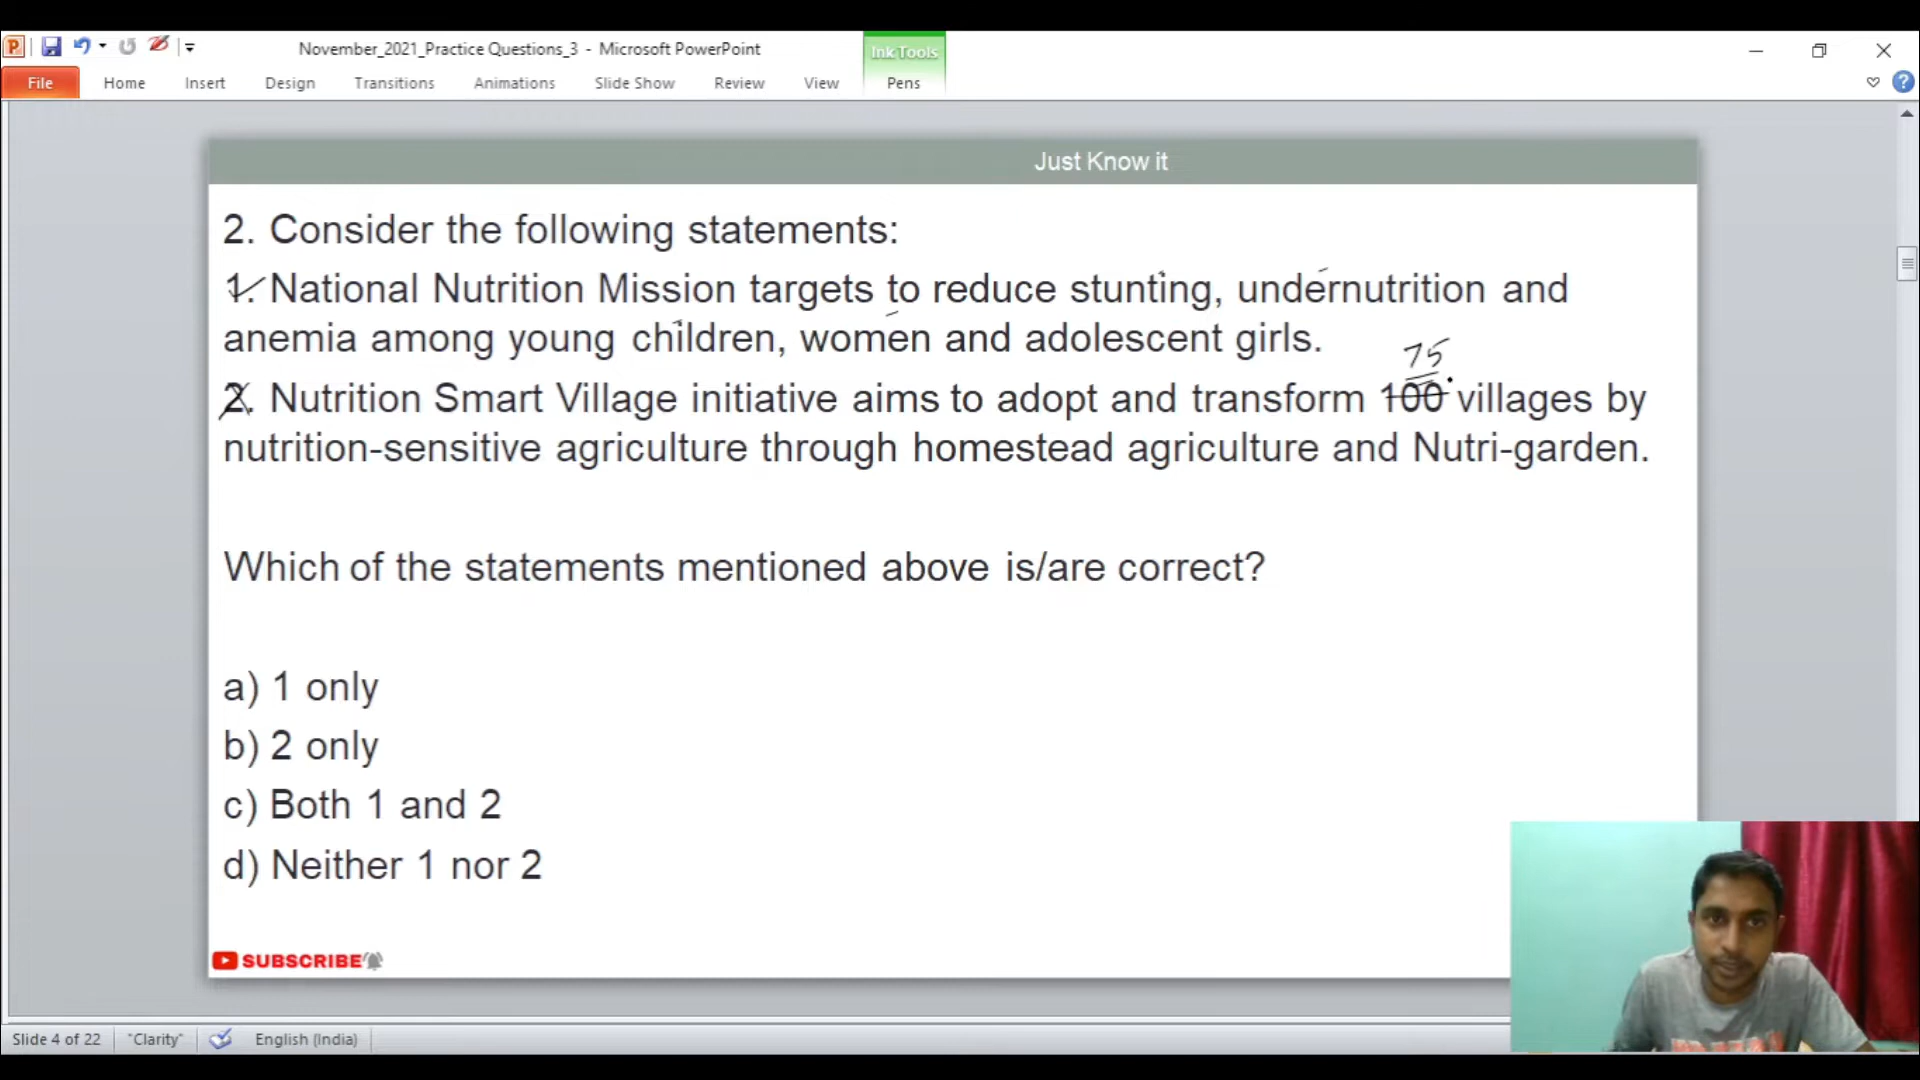 November_2021_Practice Questions_3 - Microsoft PowerPoint
Ink Tools
File Home Insert Design Transitions Animations Slide Show Review View Pens
Just Know it
2. Consider the following statements:
1. National Nutrition Mission targets to reduce stunting, undernutrition and
anemia among young children, women and adolescent girls.
75
2. Nutrition Smart Village initiative aims to adopt and transform 100 villages by
nutrition-sensitive agriculture through homestead agriculture and Nutri-garden.
Which of the statements mentioned above is/are correct?
a) 1 only
b) 2 only
c) Both 1 and 2
d) Neither 1 nor 2
SUBSCRIBE
Slide 4 of 22 "Clarity" English (India)